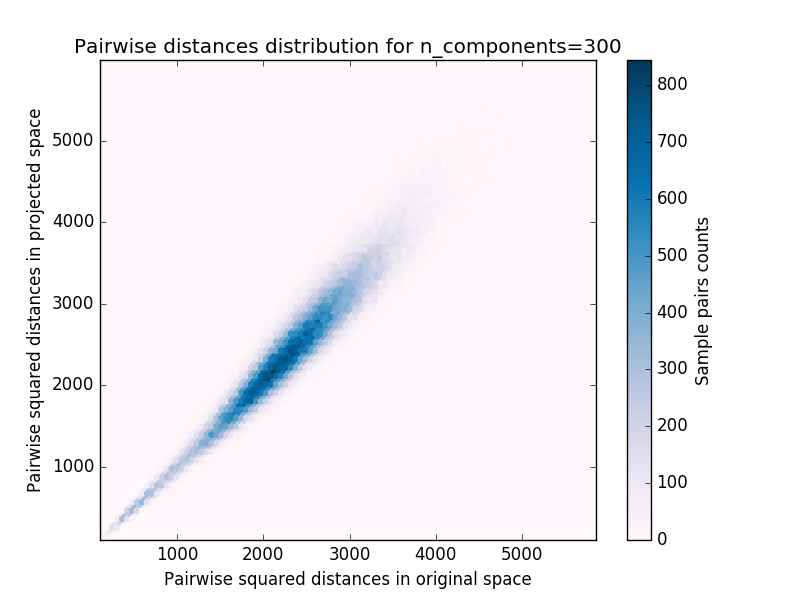 Pairwise distances distribution for n_components=300
Pairwise squared distances in projected space
5000
4000
3000
2000
1000
1000 2000 3000 4000 5000
Pairwise squared distances in original space
800
700
600
500
400
300
200
100
0
Sample pairs counts